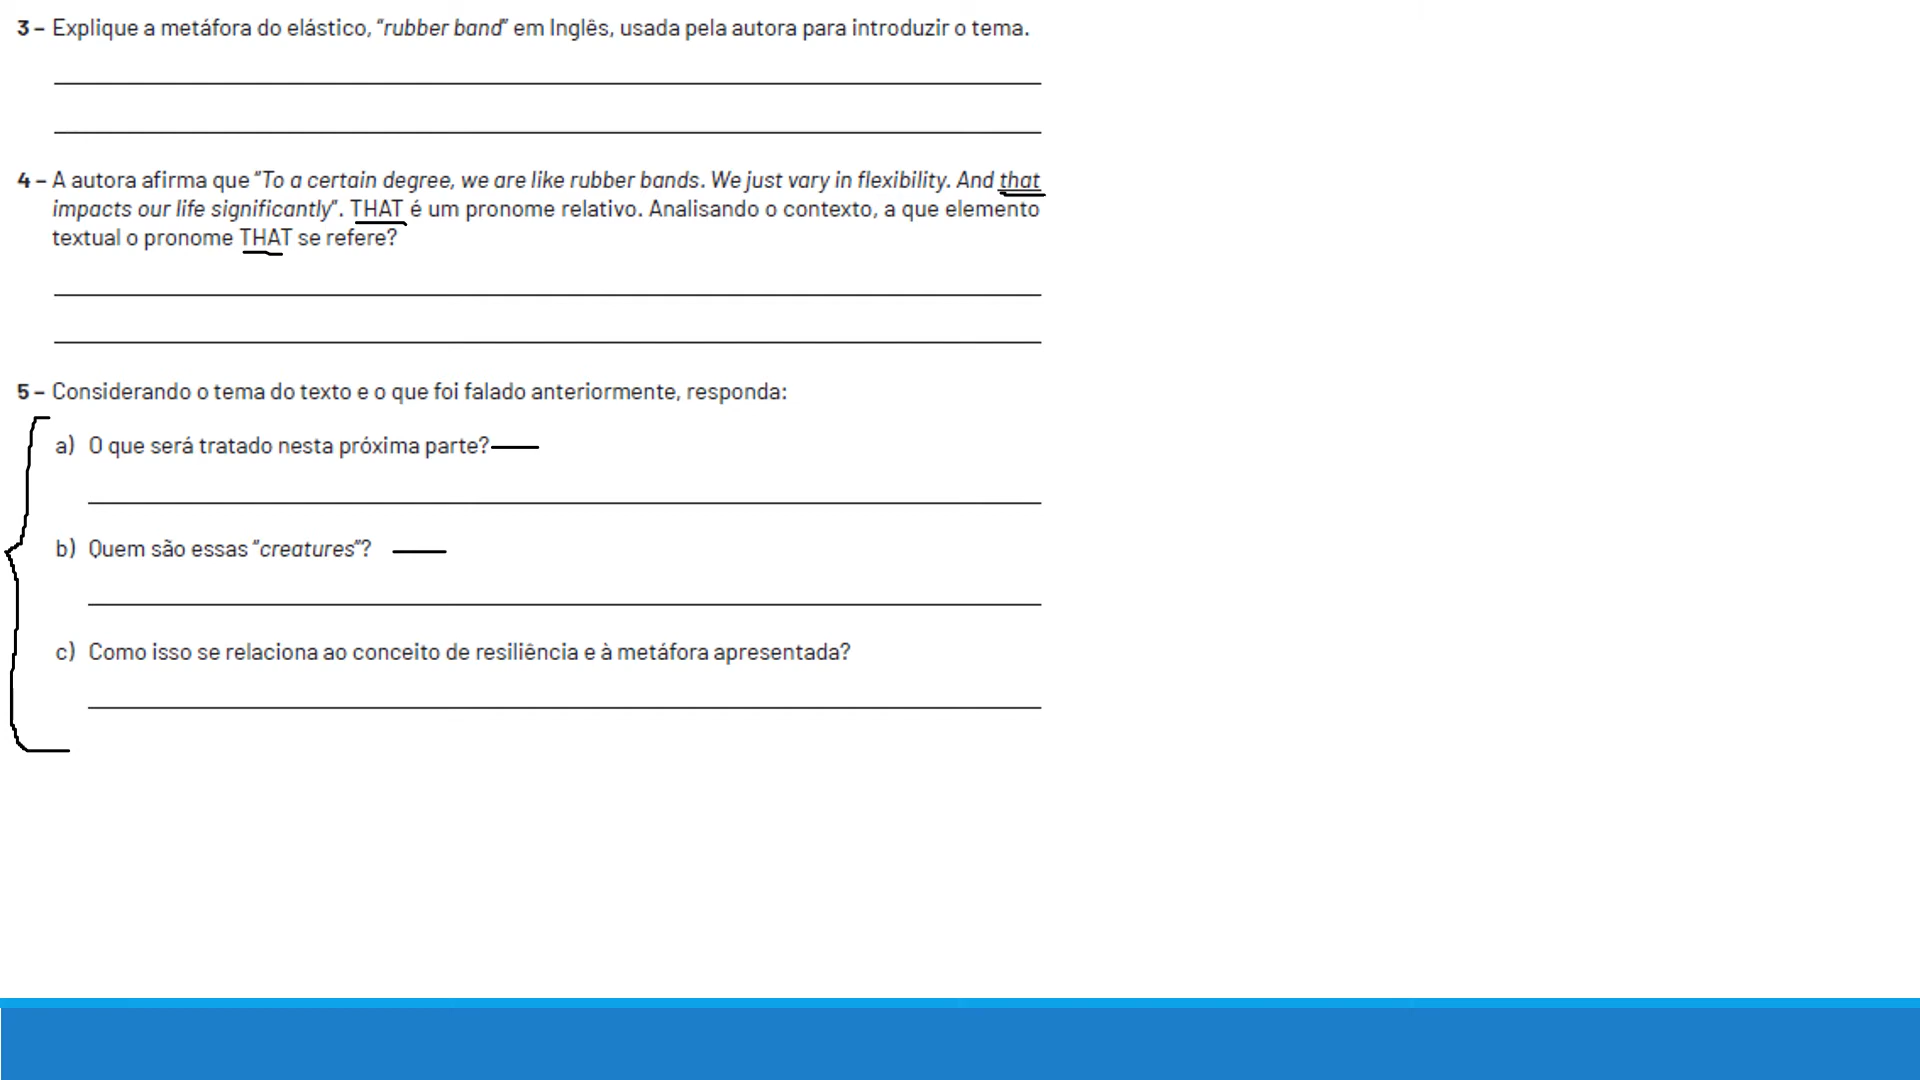 3 – Explique a metáfora do elástico, “rubber band” em Inglês, usada pela autora para introduzir o tema.
4 – A autora afirma que “To a certain degree, we are like rubber bands. We just vary in flexibility. And that
impacts our life significantly”. THAT é um pronome relativo. Analisando o contexto, a que elemento
textual o pronome THAT se refere?
5 – Considerando o tema do texto e o que foi falado anteriormente, responda:
a) O que será tratado nesta próxima parte?
b) Quem são essas “creatures”?
c) Como isso se relaciona ao conceito de resiliência e à metáfora apresentada?